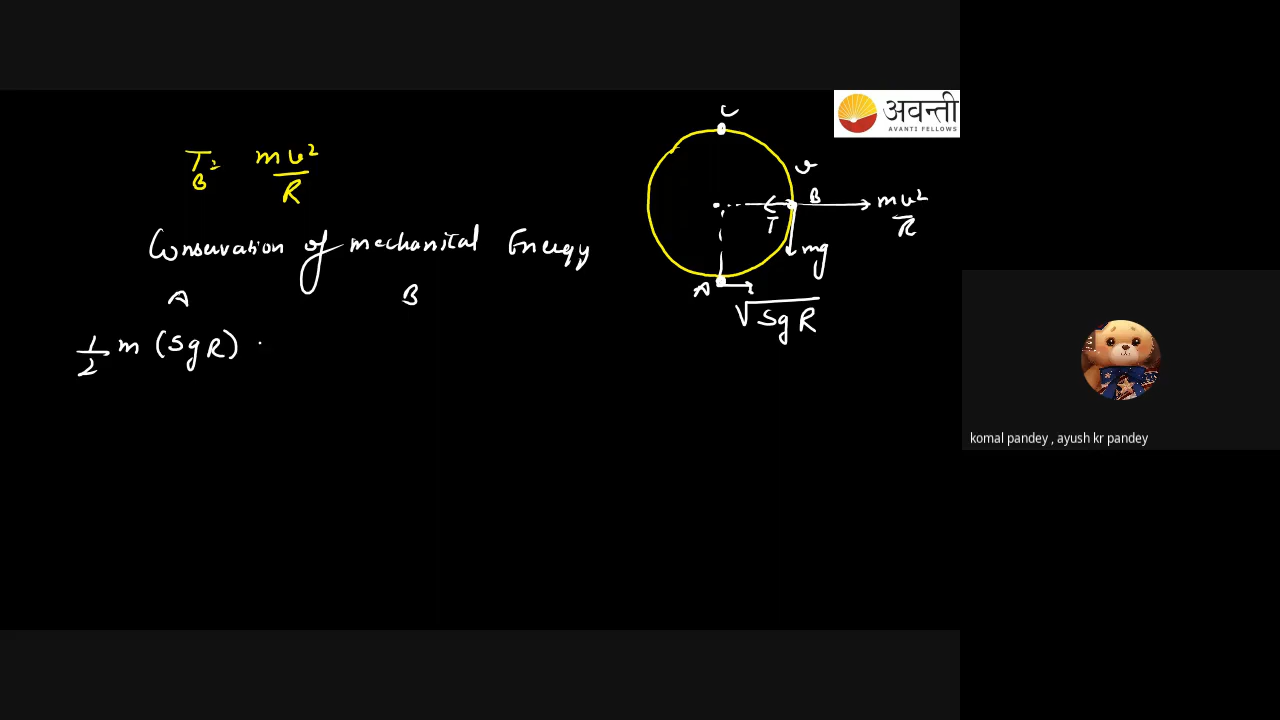 C
अवन्ती
AVANTI FELLOWS
T_B = mv²/R
v
B
mv²/R
T
mg
Conservation of mechanical Energy
A B
A
√5gR
1/2 m (5gR)
komal pandey , ayush kr pandey